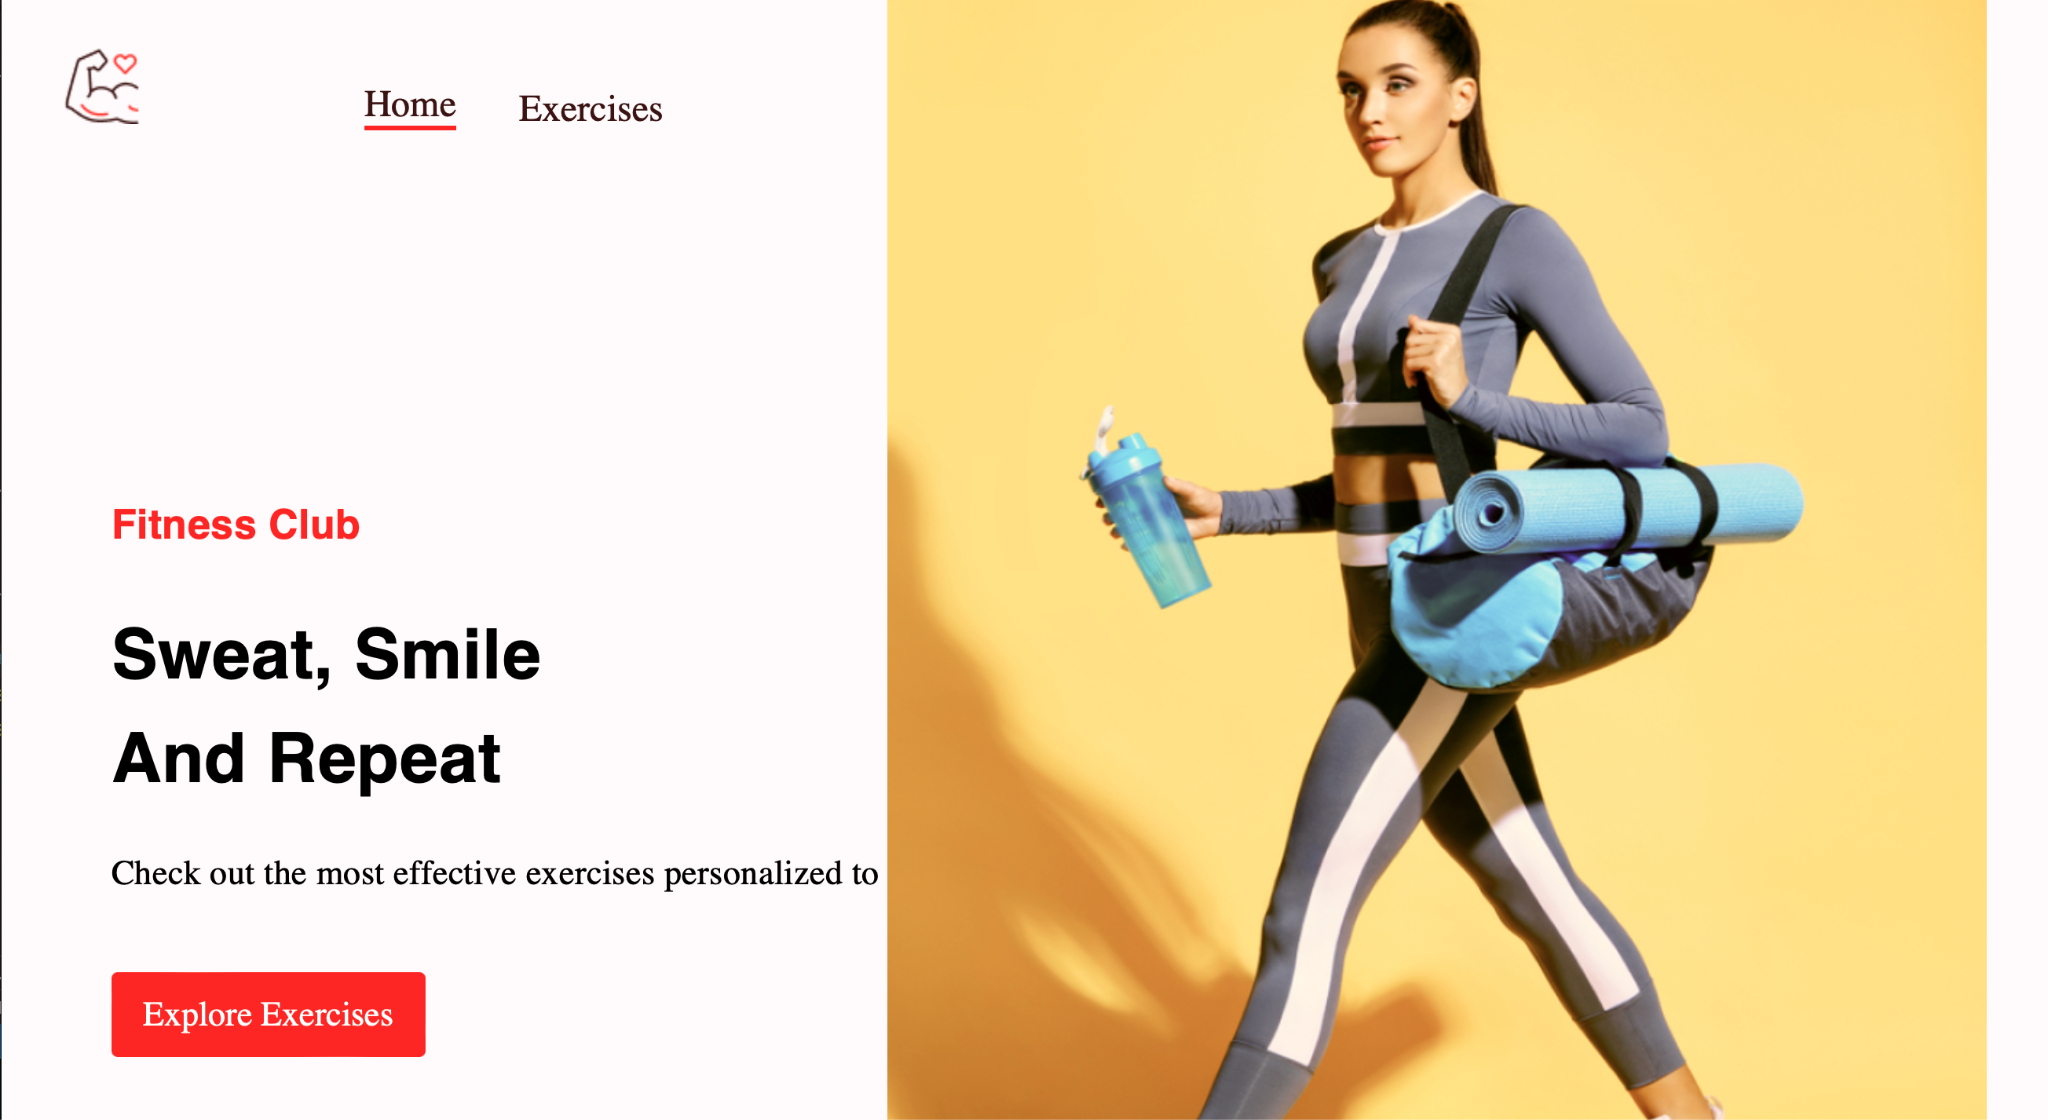 Home
Exercises
Fitness Club
Sweat, Smile
And Repeat
Check out the most effective exercises personalized to
Explore Exercises